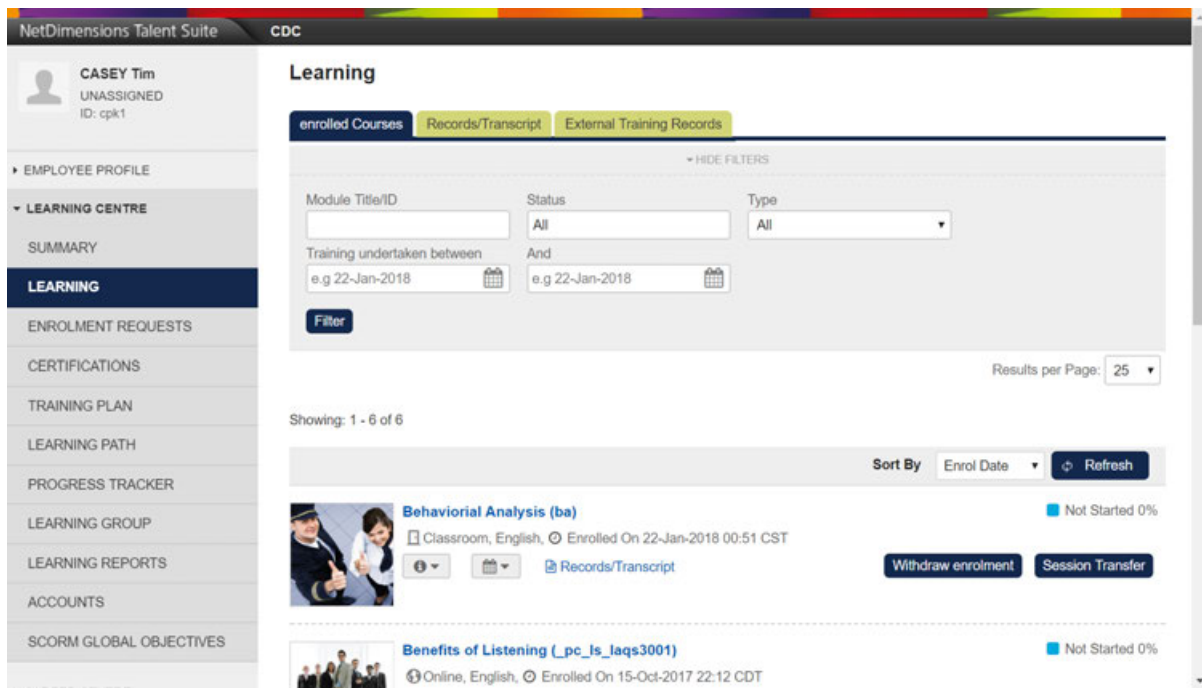 NetDimensions Talent Suite CDC
CASEY Tim
UNASSIGNED
ID: cpk1
EMPLOYEE PROFILE
LEARNING CENTRE
SUMMARY
LEARNING
ENROLMENT REQUESTS
CERTIFICATIONS
TRAINING PLAN
LEARNING PATH
PROGRESS TRACKER
LEARNING GROUP
LEARNING REPORTS
ACCOUNTS
SCORM GLOBAL OBJECTIVES
Learning
enrolled Courses Records/Transcript External Training Records
HIDE FILTERS
Module Title/ID Status Type
All All
Training undertaken between And
e.g 22-Jan-2018 e.g 22-Jan-2018
Filter
Results per Page: 25
Showing: 1 - 6 of 6
Sort By Enrol Date Refresh
Behaviorial Analysis (ba) Not Started 0%
Classroom, English, Enrolled On 22-Jan-2018 00:51 CST
Records/Transcript Withdraw enrolment Session Transfer
Benefits of Listening (_pc_ls_laqs3001) Not Started 0%
Online, English, Enrolled On 15-Oct-2017 22:12 CDT